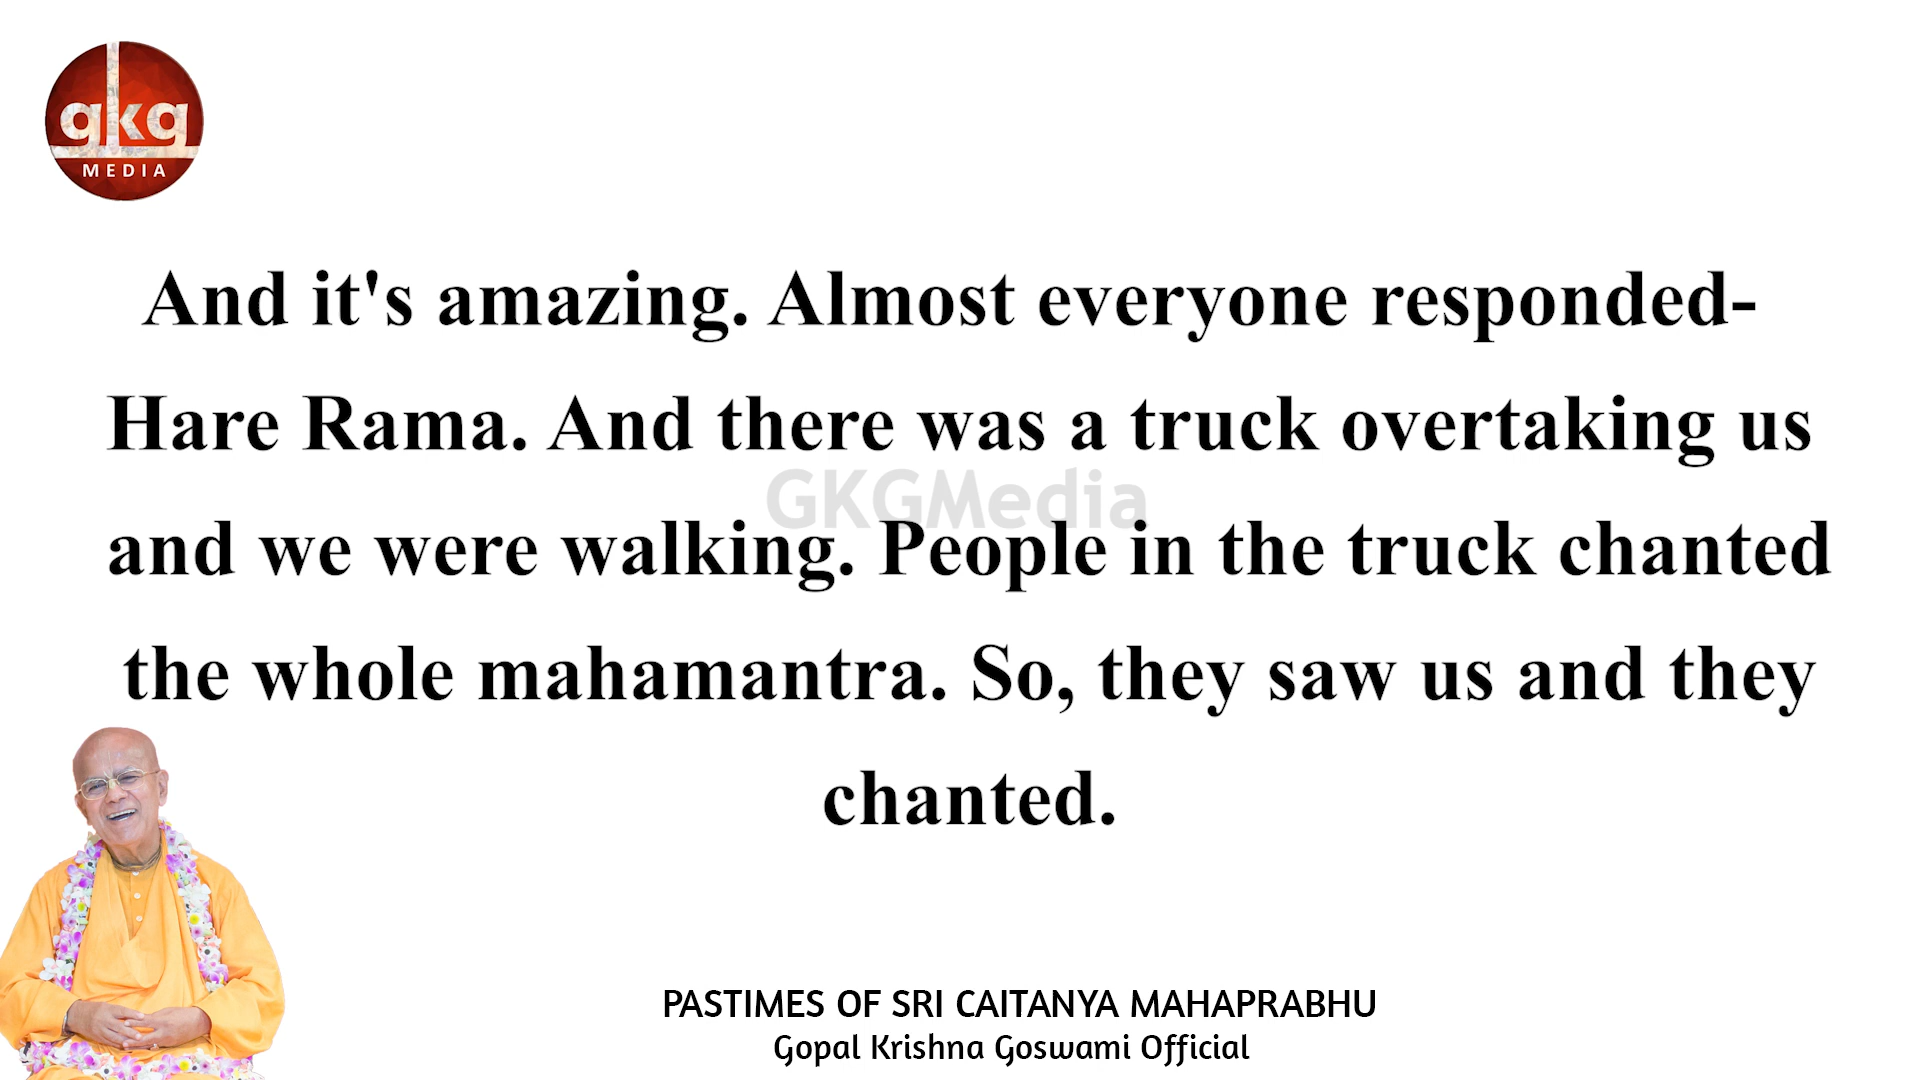 gkg
MEDIA
And it's amazing. Almost everyone responded-
Hare Rama. And there was a truck overtaking us
GKGMedia
and we were walking. People in the truck chanted
the whole mahamantra. So, they saw us and they
chanted.
PASTIMES OF SRI CAITANYA MAHAPRABHU
Gopal Krishna Goswami Official